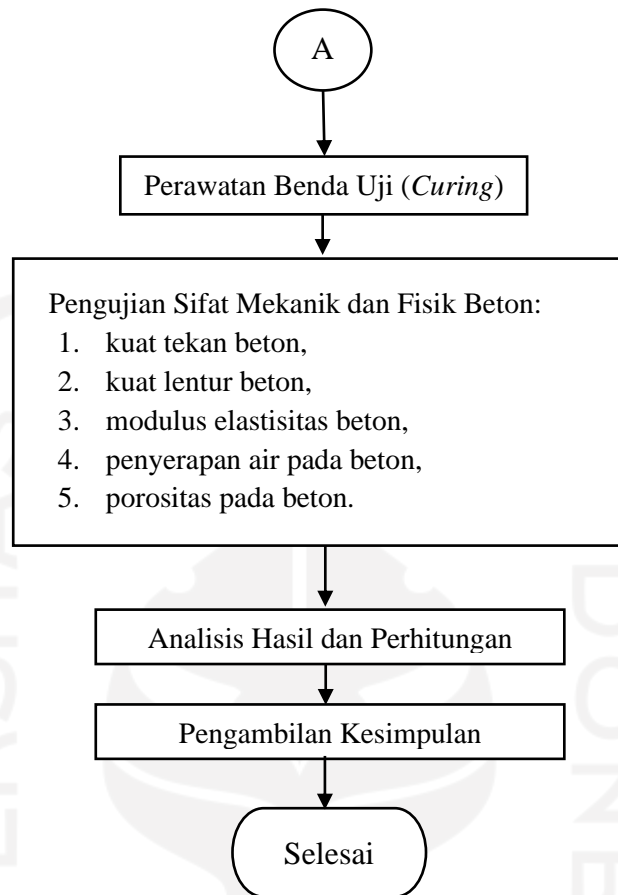 A
Perawatan Benda Uji (Curing)
Pengujian Sifat Mekanik dan Fisik Beton:
1. kuat tekan beton,
2. kuat lentur beton,
3. modulus elastisitas beton,
4. penyerapan air pada beton,
5. porositas pada beton.
Analisis Hasil dan Perhitungan
Pengambilan Kesimpulan
Selesai